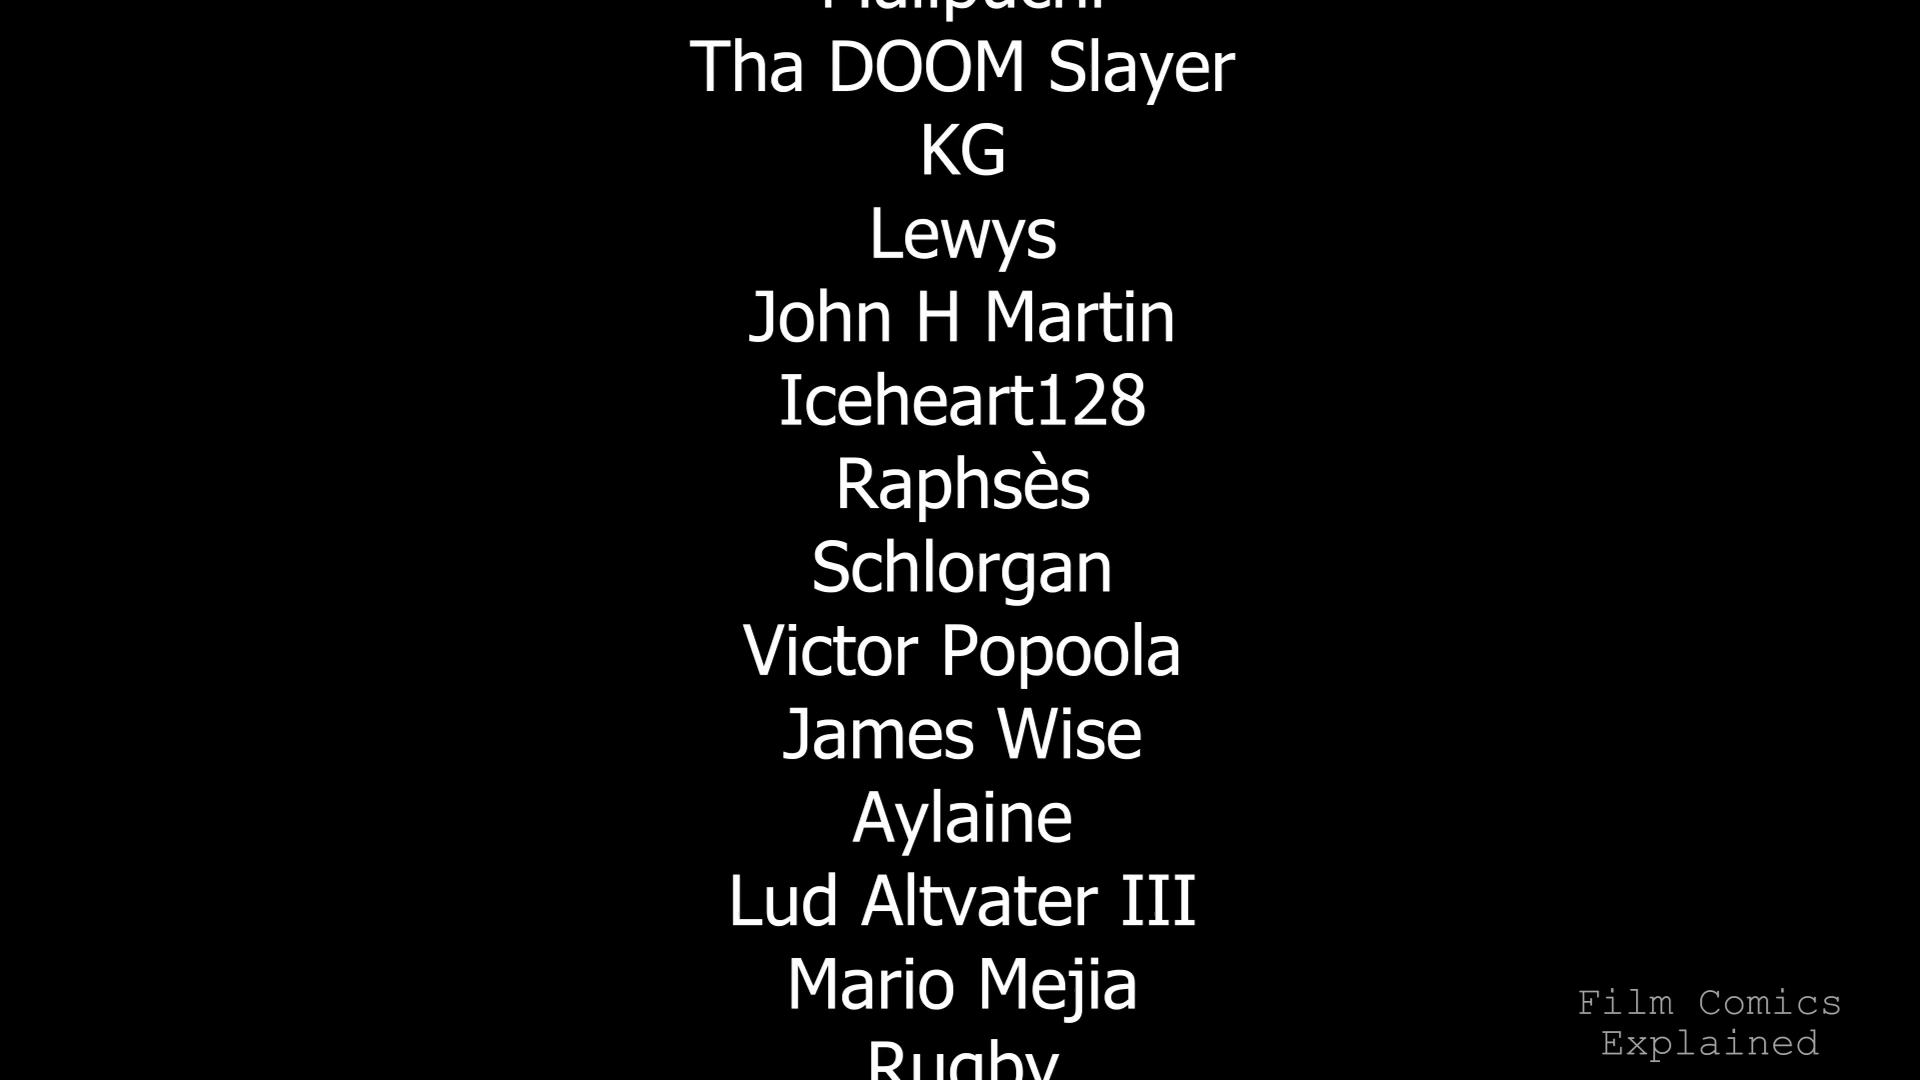 Tha DOOM Slayer
KG
Lewys
John H Martin
Iceheart128
Raphsès
Schlorgan
Victor Popoola
James Wise
Aylaine
Lud Altvater III
Mario Mejia
Rugby
Film Comics
Explained